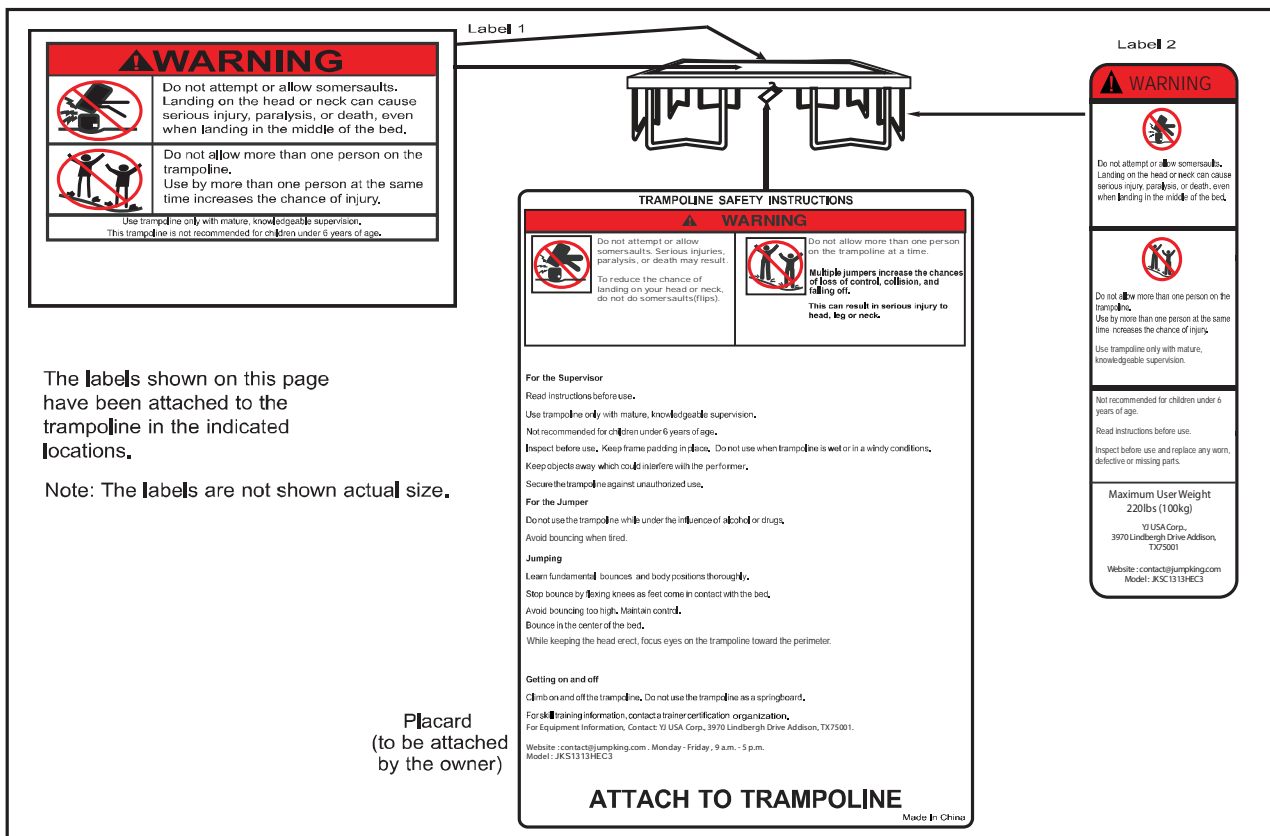 Label 1
WARNING
Do not attempt or allow somersaults.
Landing on the head or neck can cause
serious injury, paralysis, or death, even
when landing in the middle of the bed.
Do not allow more than one person on the
trampoline.
Use by more than one person at the same
time increases the chance of injury.
Use trampoline only with mature, knowledgeable supervision.
This trampoline is not recommended for children under 6 years of age.
The labels shown on this page
have been attached to the
trampoline in the indicated
locations.
Note: The labels are not shown actual size.
Placard
(to be attached
by the owner)
TRAMPOLINE SAFETY INSTRUCTIONS
WARNING
Do not attempt or allow
somersaults. Serious injuries,
paralysis, or death may result.
To reduce the chance of
landing on your head or neck,
do not do somersaults(flips).
Do not allow more than one person
on the trampoline at a time.
Multiple jumpers increase the chances
of loss of control, collision, and
falling off.
This can result in serious injury to
head, leg or neck.
For the Supervisor
Read instructions before use.
Use trampoline only with mature, knowledgeable supervision.
Not recommended for children under 6 years of age.
Inspect before use. Keep frame padding in place. Do not use when trampoline is wet or in a windy conditions.
Keep objects away which could interfere with the performer.
Secure the trampoline against unauthorized use.
For the Jumper
Do not use the trampoline while under the influence of alcohol or drugs.
Avoid bouncing when tired.
Jumping
Learn fundamental bounces and body positions thoroughly.
Stop bounce by flexing knees as feet come in contact with the bed.
Avoid bouncing too high. Maintain control.
Bounce in the center of the bed.
While keeping the head erect, focus eyes on the trampoline toward the perimeter.
Getting on and off
Climb on and off the trampoline. Do not use the trampoline as a springboard.
For skill training information, contact a trainer certification organization.
For Equipment Information, Contact: YJ USA Corp., 3970 Lindbergh Drive Addison, TX75001.
Website : contact@jumpking.com . Monday - Friday , 9 a.m. - 5 p.m.
Model : JKS1313HEC3
ATTACH TO TRAMPOLINE
Made In China
Label 2
WARNING
Do not attempt or allow somersaults.
Landing on the head or neck can cause
serious injury, paralysis, or death, even
when landing in the middle of the bed.
Do not allow more than one person on the
trampoline.
Use by more than one person at the same
time increases the chance of injury.
Use trampoline only with mature,
knowledgeable supervision.
Not recommended for children under 6
years of age.
Read instructions before use.
Inspect before use and replace any worn,
defective or missing parts.
Maximum User Weight
220lbs (100kg)
YJ USA Corp.,
3970 Lindbergh Drive Addison,
TX75001
Website : contact@jumpking.com
Model : JKSC1313HEC3